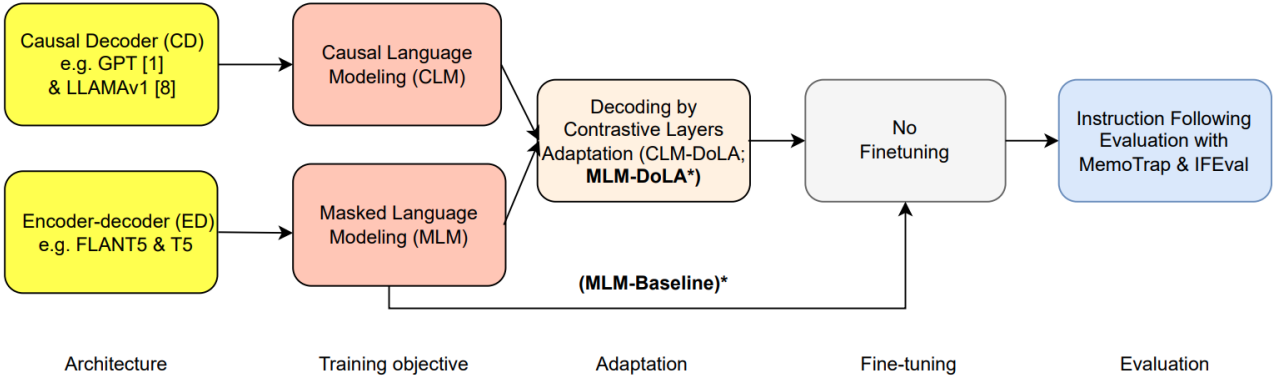 Causal Decoder (CD)
e.g. GPT [1]
& LLAMAv1 [8]
Causal Language
Modeling (CLM)
Decoding by
Contrastive Layers
Adaptation (CLM-DoLA;
MLM-DoLA*)
No
Finetuning
Instruction Following
Evaluation with
MemoTrap & IFEval
Encoder-decoder (ED)
e.g. FLANT5 & T5
Masked Language
Modeling (MLM)
(MLM-Baseline)*
Architecture
Training objective
Adaptation
Fine-tuning
Evaluation